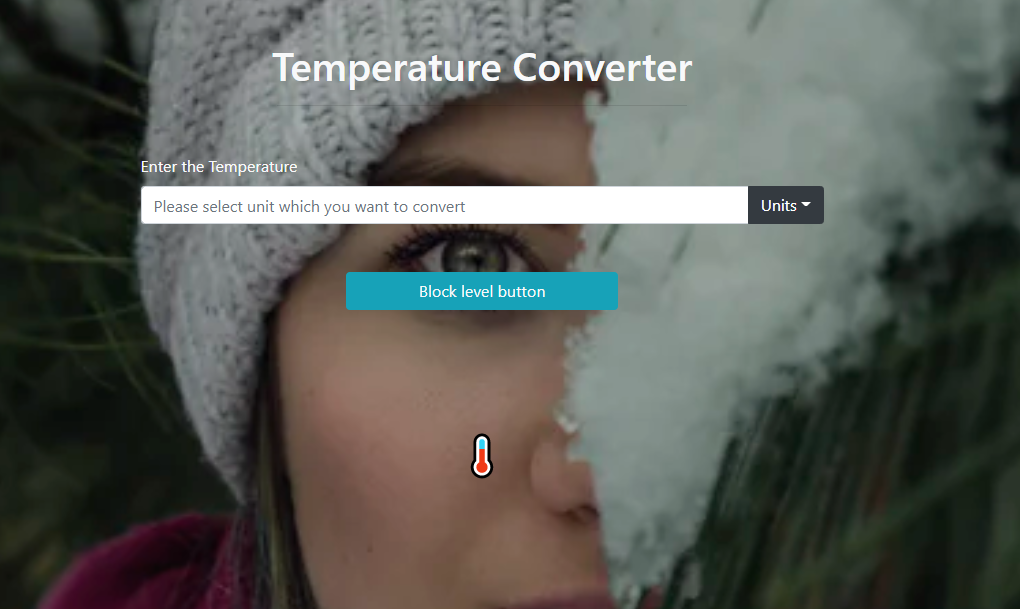 Temperature Converter
Enter the Temperature
Please select unit which you want to convert
Units
Block level button